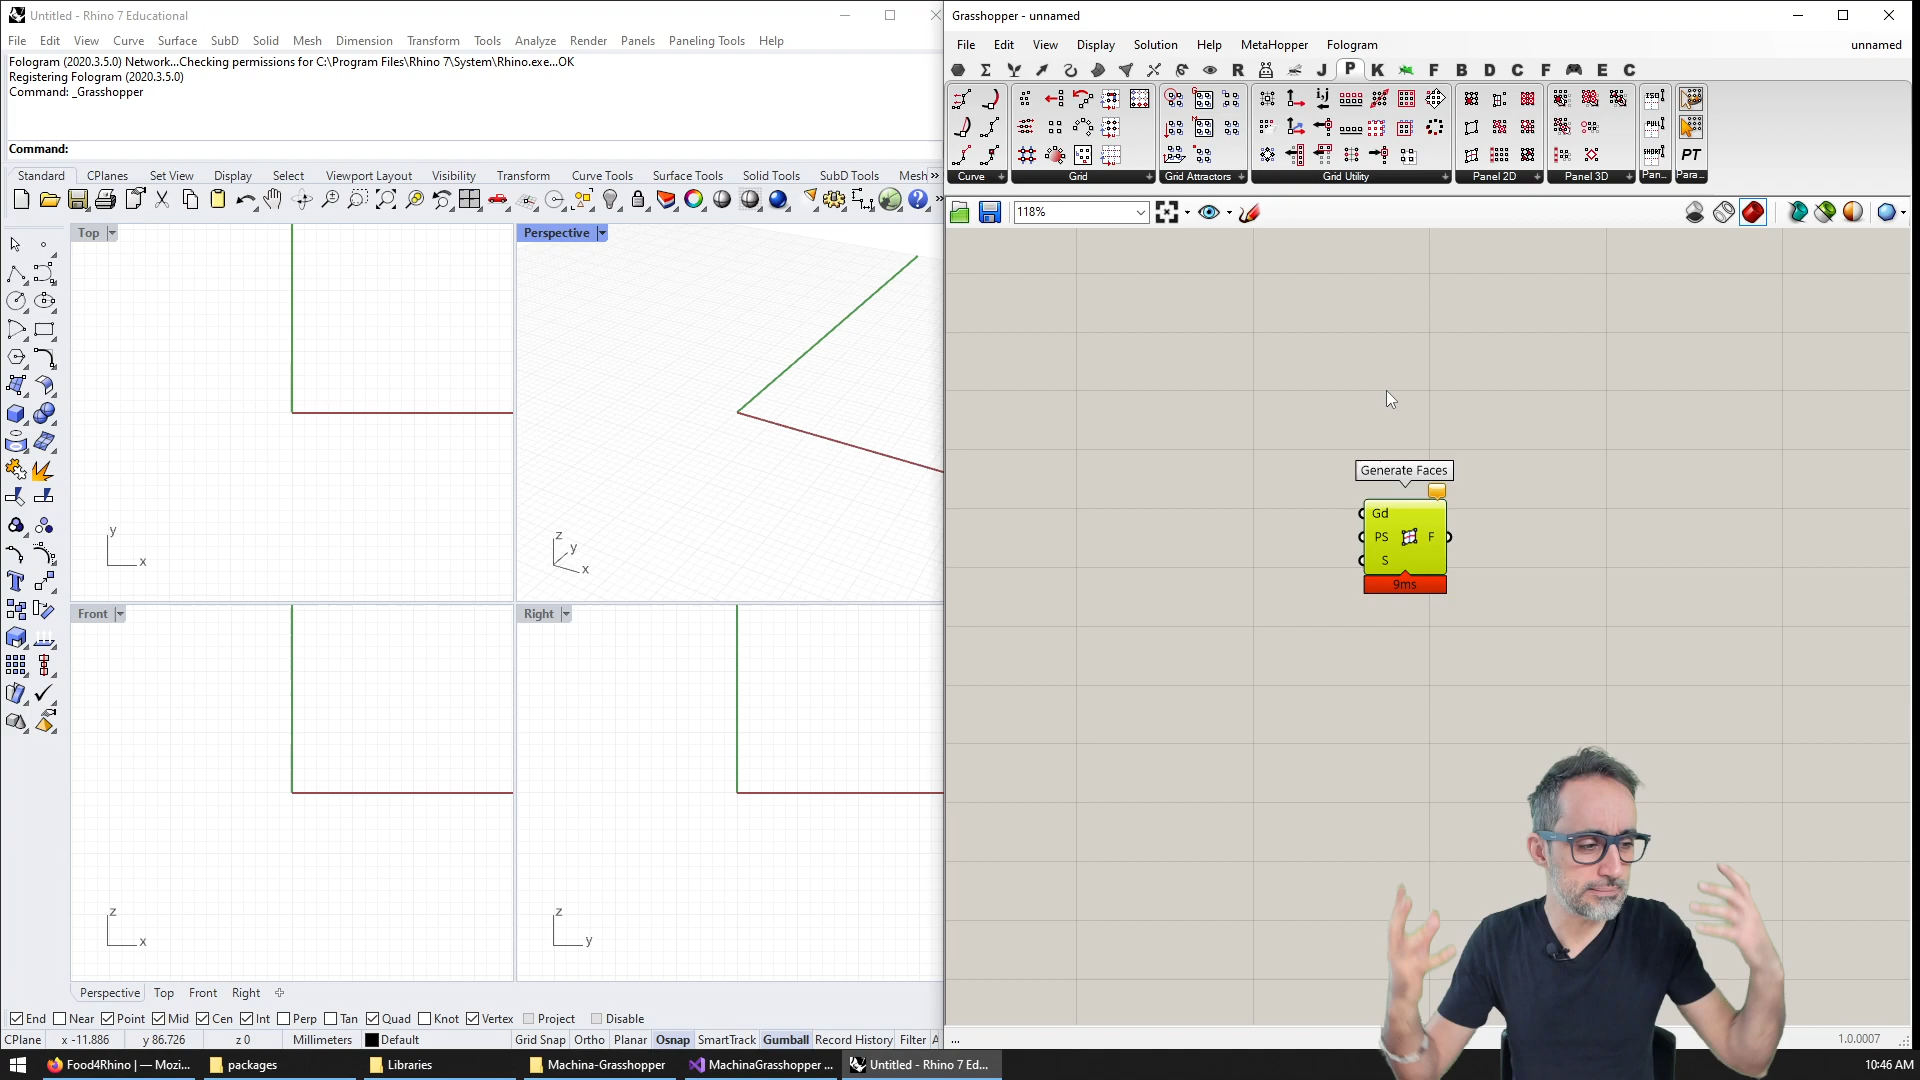 Untitled - Rhino 7 Educational
File Edit View Curve Surface SubD Solid Mesh Dimension Transform Tools Analyze Render Panels Paneling Tools Help
Fologram (2020.3.5.0) Network...Checking permissions for C:\Program Files\Rhino 7\System\Rhino.exe...OK
Registering Fologram (2020.3.5.0)
Command: _Grasshopper
Command:
Standard CPlanes Set View Display Select Viewport Layout Visibility Transform Curve Tools Surface Tools Solid Tools SubD Tools Mesh »
Top
Perspective
y
x
z
y
x
Front
Right
z
x
z
y
Perspective Top Front Right
End Near Point Mid Cen Int Perp Tan Quad Knot Vertex Project Disable
CPlane x -11.886 y 86.726 z 0 Millimeters Default Grid Snap Ortho Planar Osnap SmartTrack Gumball Record History Filter A
Grasshopper - unnamed
File Edit View Display Solution Help MetaHopper Fologram unnamed
R J P K F B D C F E C
Curve Grid Grid Attractors Grid Utility Panel 2D Panel 3D Pan... Para...
ISO
PULL
SHORT
PT
118%
Generate Faces
Gd
PS F
S
9ms
... 1.0.0007
Food4Rhino | — Mozi... packages Libraries Machina-Grasshopper MachinaGrasshopper ... Untitled - Rhino 7 Ed... 10:46 AM